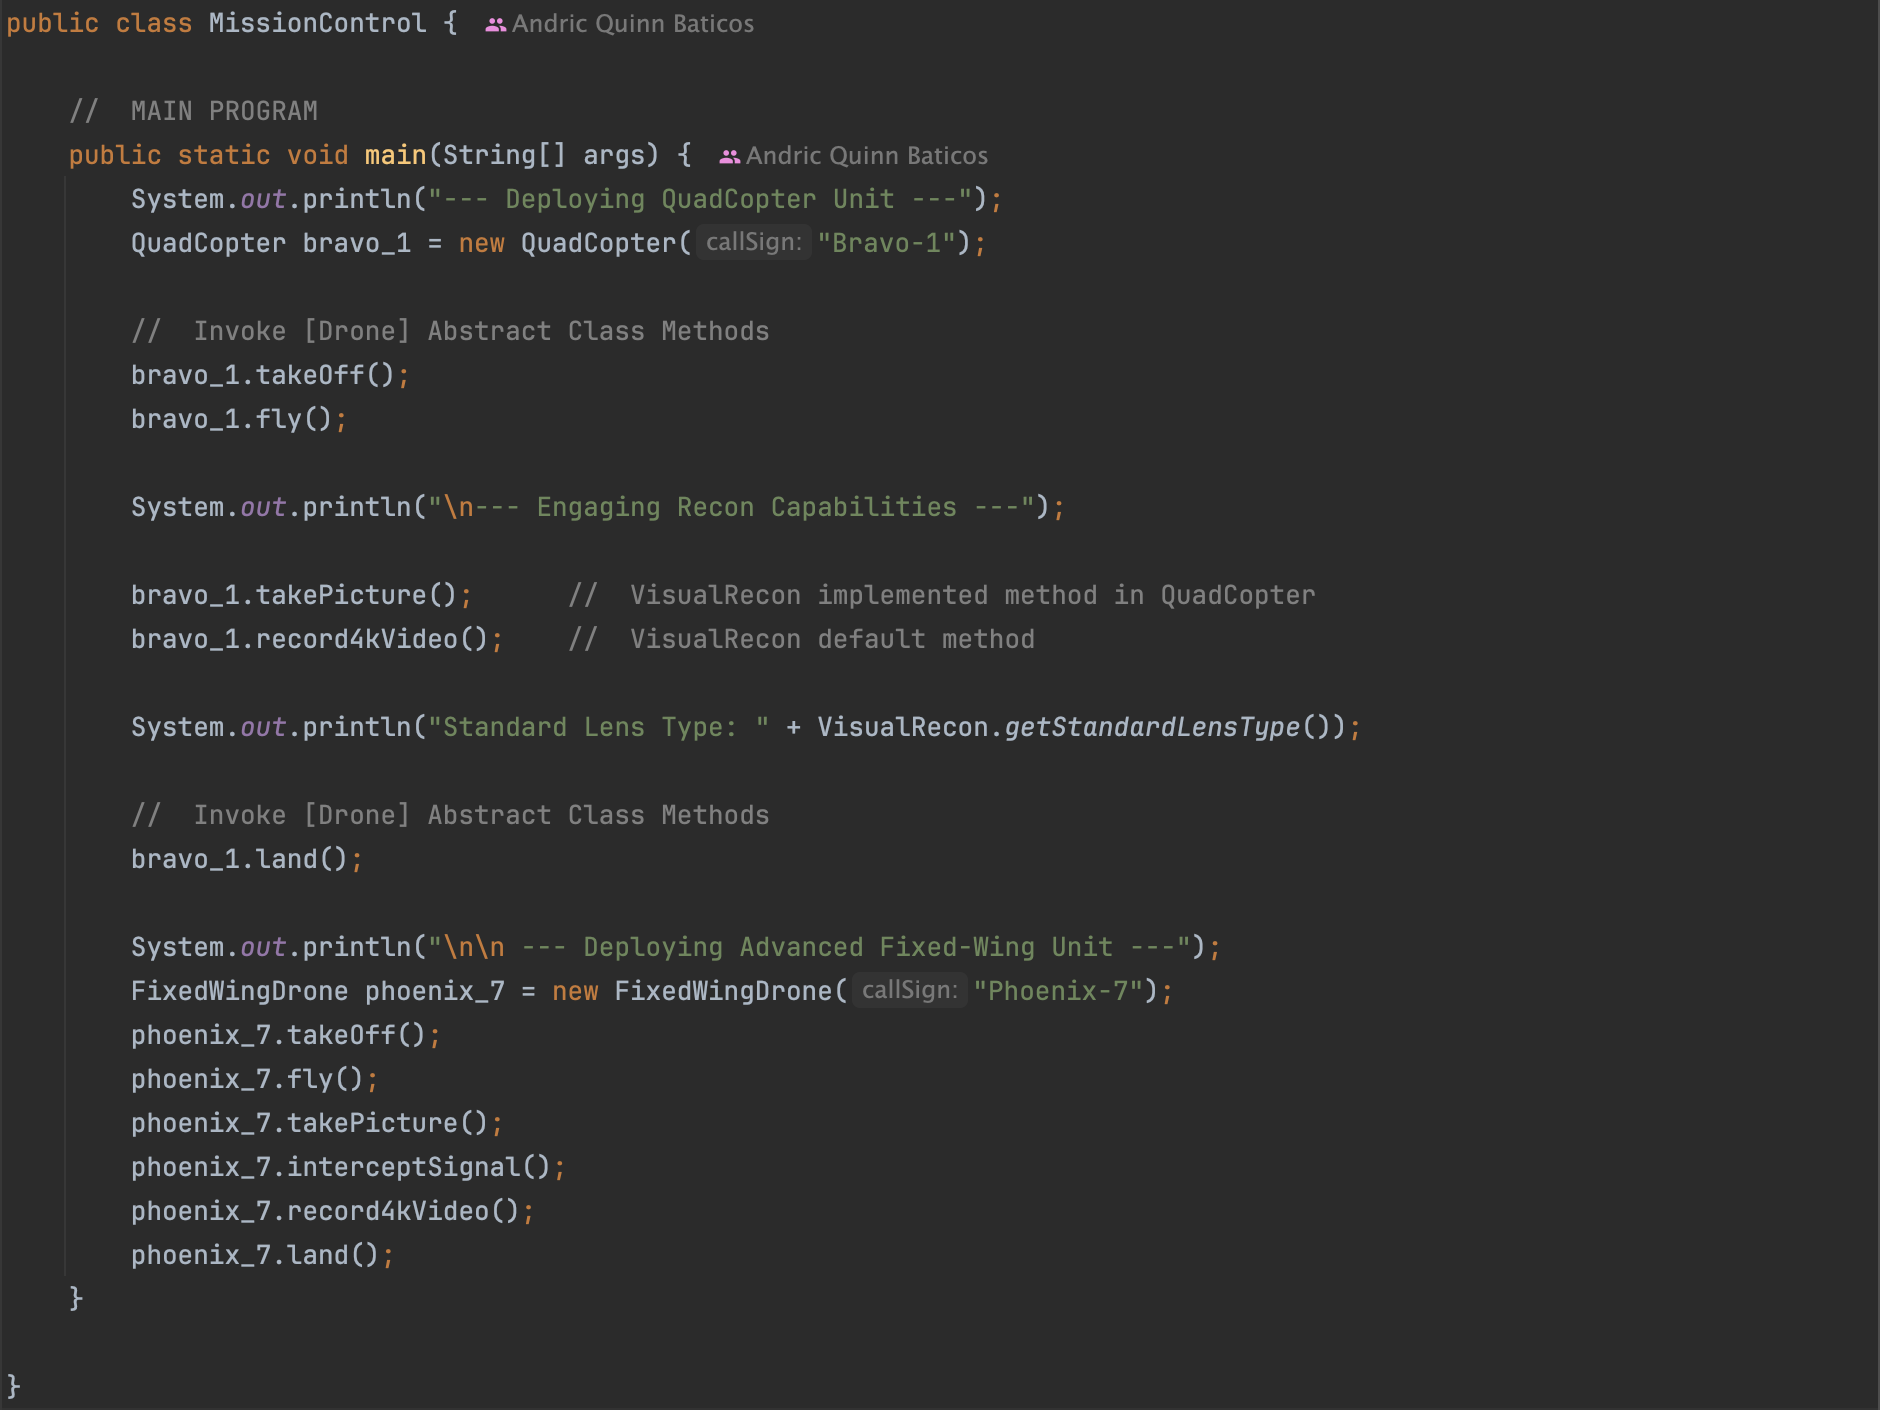 public class MissionControl {  Andric Quinn Baticos
//  MAIN PROGRAM
public static void main(String[] args) {  Andric Quinn Baticos
System.out.println("--- Deploying QuadCopter Unit ---");
QuadCopter bravo_1 = new QuadCopter( callSign: "Bravo-1");
//  Invoke [Drone] Abstract Class Methods
bravo_1.takeOff();
bravo_1.fly();
System.out.println("\n--- Engaging Recon Capabilities ---");
bravo_1.takePicture();      //  VisualRecon implemented method in QuadCopter
bravo_1.record4kVideo();    //  VisualRecon default method
System.out.println("Standard Lens Type: " + VisualRecon.getStandardLensType());
//  Invoke [Drone] Abstract Class Methods
bravo_1.land();
System.out.println("\n\n --- Deploying Advanced Fixed-Wing Unit ---");
FixedWingDrone phoenix_7 = new FixedWingDrone( callSign: "Phoenix-7");
phoenix_7.takeOff();
phoenix_7.fly();
phoenix_7.takePicture();
phoenix_7.interceptSignal();
phoenix_7.record4kVideo();
phoenix_7.land();
}
}